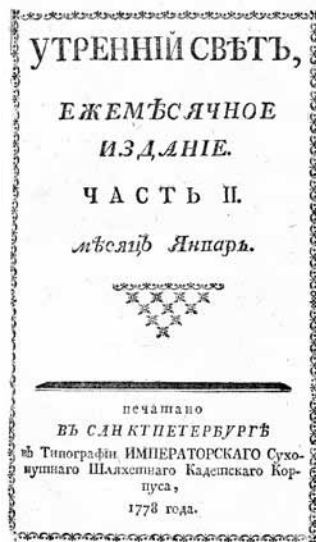 УТРЕННІЙ СВѢТЪ,
ЕЖЕМѢСЯЧНОЕ
ИЗДАНІЕ.
ЧАСТЬ II.
мѣсяцъ Январь.
печатано
ВЪ САНКТПЕТЕРБУРГѢ
въ Типографіи ИМПЕРАТОРСКАГО Сухо-
путнаго Шляхетнаго Кадетскаго Кор-
пуса,
1778 года.